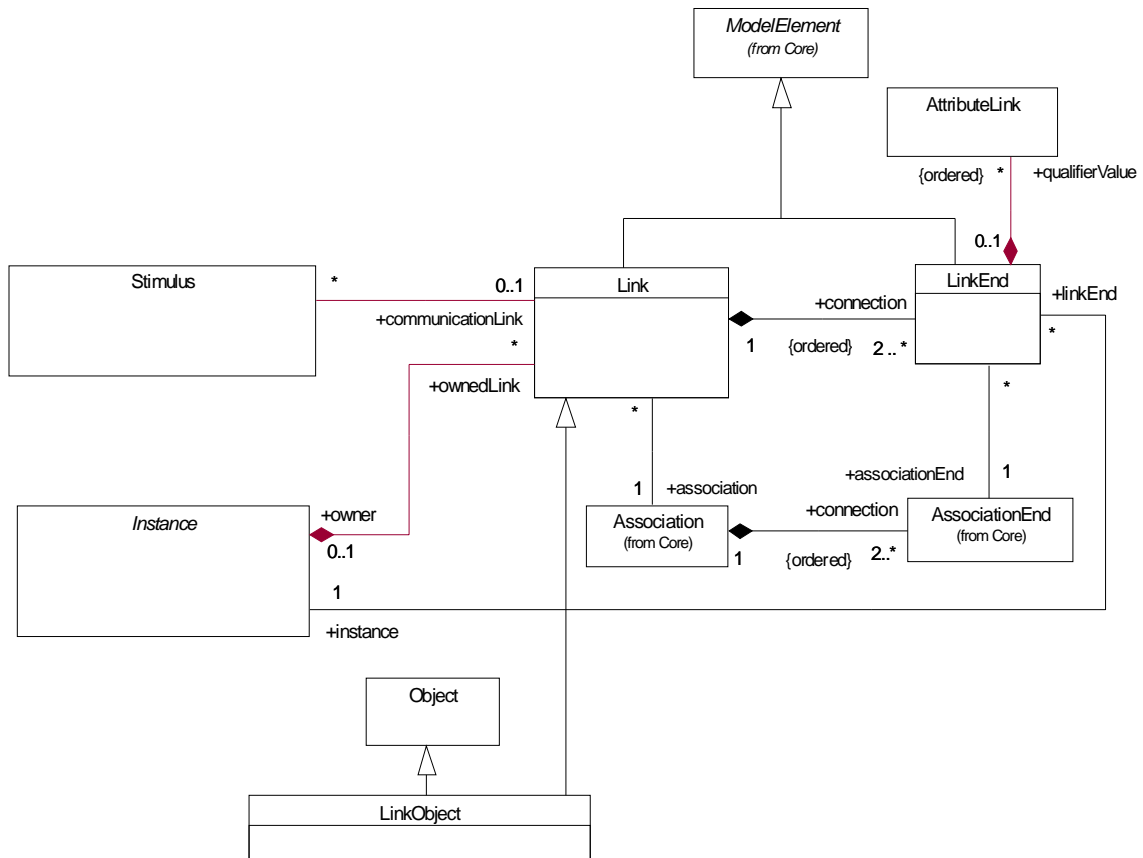 ModelElement
(from Core)
AttributeLink
{ordered} * +qualifierValue
0..1
Stimulus
*
0..1
+communicationLink
Link
LinkEnd
+connection
1 {ordered} 2 .. *
+linkEnd
*
*
+ownedLink
*
*
1 +association
+associationEnd 1
Instance
+owner
0..1
Association
(from Core)
+connection
1 {ordered} 2..*
AssociationEnd
(from Core)
1
+instance
Object
LinkObject